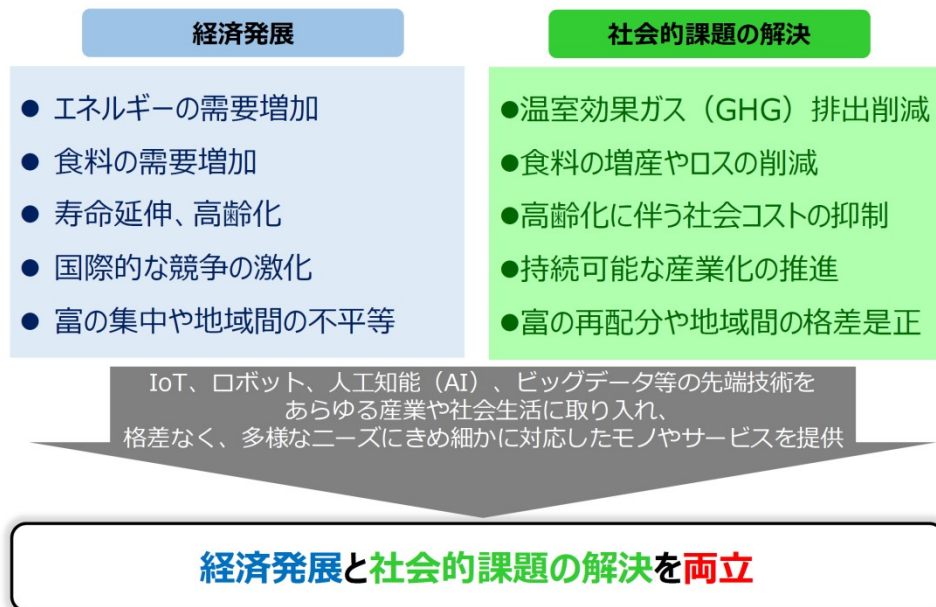 経済発展
● エネルギーの需要増加
● 食料の需要増加
● 寿命延伸、高齢化
● 国際的な競争の激化
● 富の集中や地域間の不平等
社会的課題の解決
●温室効果ガス（GHG）排出削減
●食料の増産やロスの削減
●高齢化に伴う社会コストの抑制
●持続可能な産業化の推進
●富の再配分や地域間の格差是正
IoT、ロボット、人工知能（AI）、ビッグデータ等の先端技術を
あらゆる産業や社会生活に取り入れ、
格差なく、多様なニーズにきめ細かに対応したモノやサービスを提供
経済発展と社会的課題の解決を両立